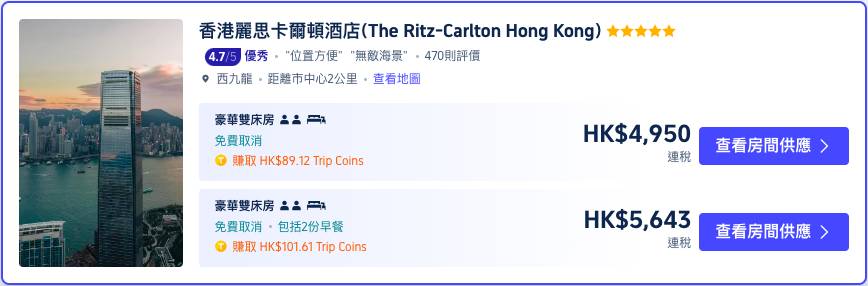 香港麗思卡爾頓酒店(The Ritz-Carlton Hong Kong)
4.7/5 優秀 • "位置方便" "無敵海景" • 470則評價
西九龍 • 距離市中心2公里 • 查看地圖
豪華雙床房
免費取消
賺取 HK$89.12 Trip Coins
HK$4,950
連稅
查看房間供應
豪華雙床房
免費取消 • 包括2份早餐
賺取 HK$101.61 Trip Coins
HK$5,643
連稅
查看房間供應